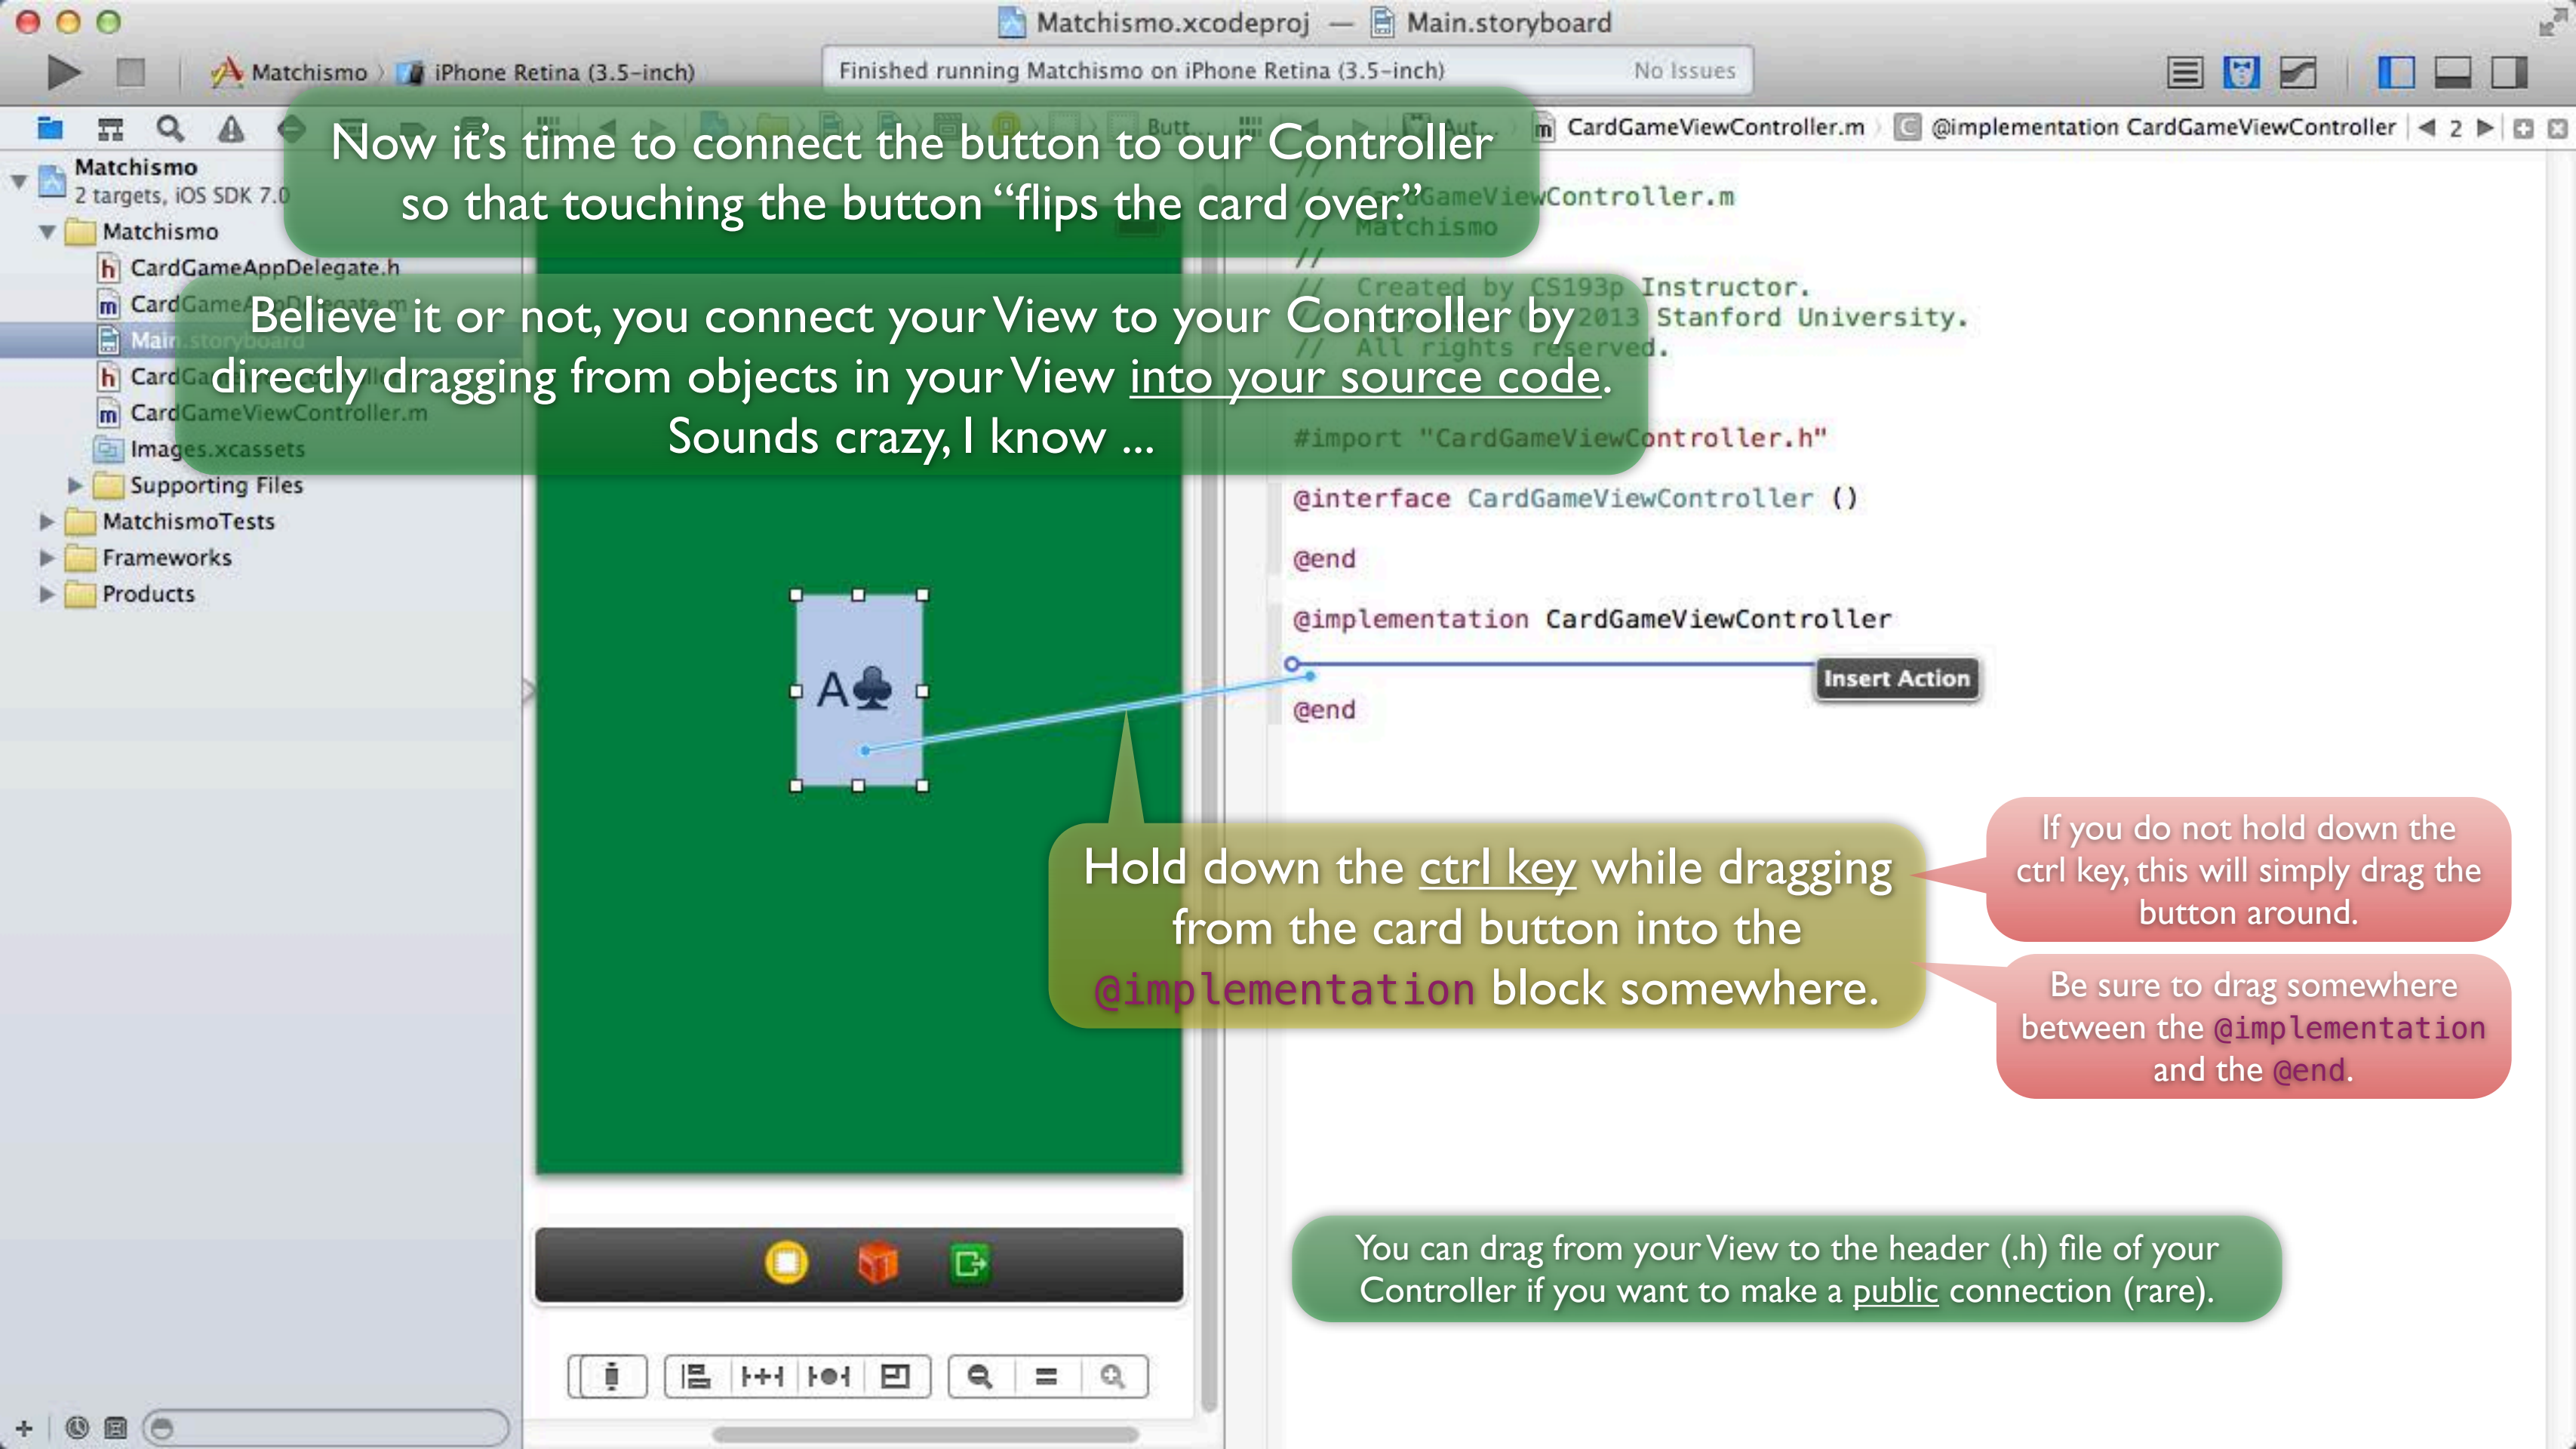 Matchismo.xcodeproj — Main.storyboard
Matchismo
iPhone Retina (3.5-inch)
Finished running Matchismo on iPhone Retina (3.5-inch)
No Issues
CardGameViewController.m
@implementation CardGameViewController
2
Now it's time to connect the button to our Controller
so that touching the button “flips the card over.”
Believe it or not, you connect your View to your Controller by
directly dragging from objects in your View into your source code.
Sounds crazy, I know ...
Matchismo
2 targets, iOS SDK 7.0
Matchismo
CardGameAppDelegate.h
CardGameAppDelegate.m
Main.storyboard
CardGameViewController.m
Images.xcassets
Supporting Files
MatchismoTests
Frameworks
Products
A♣
//
// CardGameViewController.m
// Matchismo
//
// Created by CS193p Instructor.
2013 Stanford University.
// All rights reserved.
#import "CardGameViewController.h"
@interface CardGameViewController ()
@end
@implementation CardGameViewController
Insert Action
@end
Hold down the ctrl key while dragging
from the card button into the
@implementation block somewhere.
If you do not hold down the
ctrl key, this will simply drag the
button around.
Be sure to drag somewhere
between the @implementation
and the @end.
You can drag from your View to the header (.h) file of your
Controller if you want to make a public connection (rare).